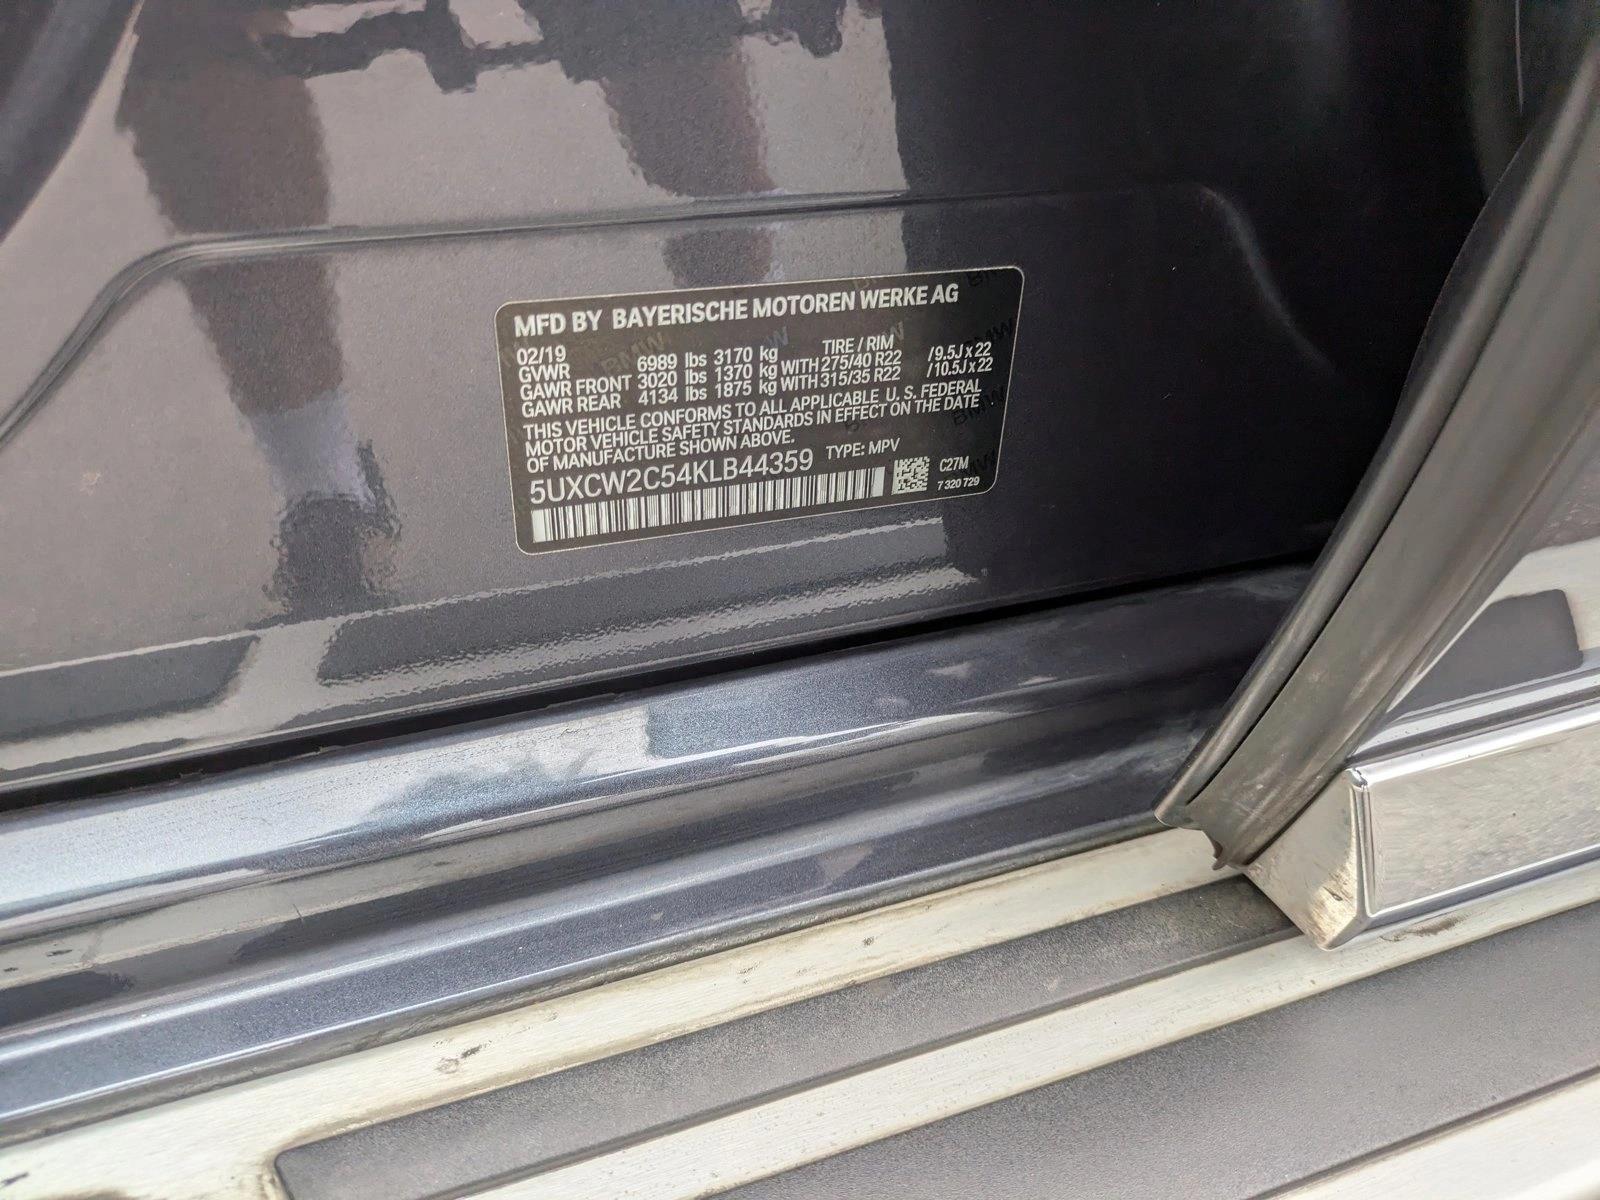 MFD BY BAYERISCHE MOTOREN WERKE AG
02/19 TIRE / RIM
GVWR 6989 lbs 3170 kg
GAWR FRONT 3020 lbs 1370 kg WITH 275/40 R22 /9.5J x 22
GAWR REAR 4134 lbs 1875 kg WITH 315/35 R22 /10.5J x 22
THIS VEHICLE CONFORMS TO ALL APPLICABLE U. S. FEDERAL
MOTOR VEHICLE SAFETY STANDARDS IN EFFECT ON THE DATE
OF MANUFACTURE SHOWN ABOVE.
5UXCW2C54KLB44359 TYPE: MPV
C27M
7 320 729